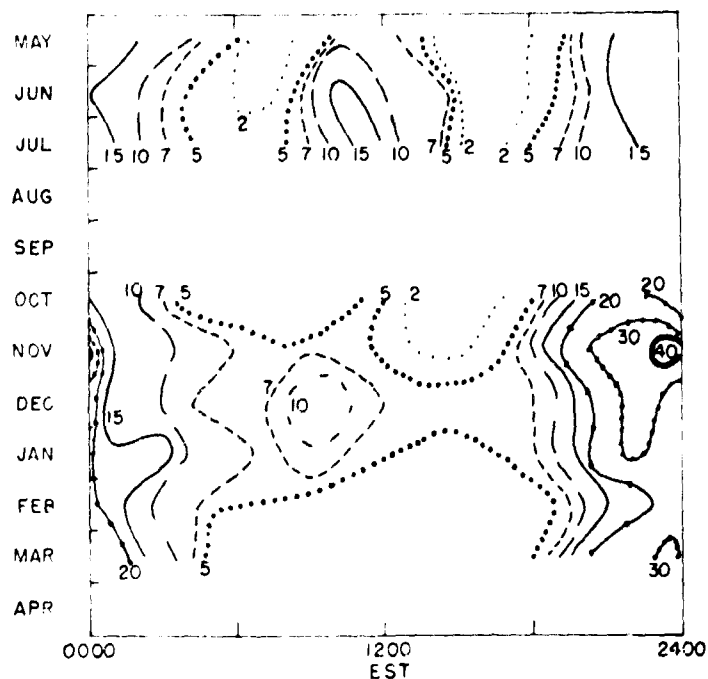 MAY
JUN
2
JUL
15 10 7 5 5 7 10 15 10 7 5 2 2 5 7 10 15
AUG
SEP
20
OCT 10 7 5 5 2 7 10 15 20
30
NOV 40
7
DEC 10
15
JAN
FEB
MAR
20 5 30
APR
0000 1200 2400
EST